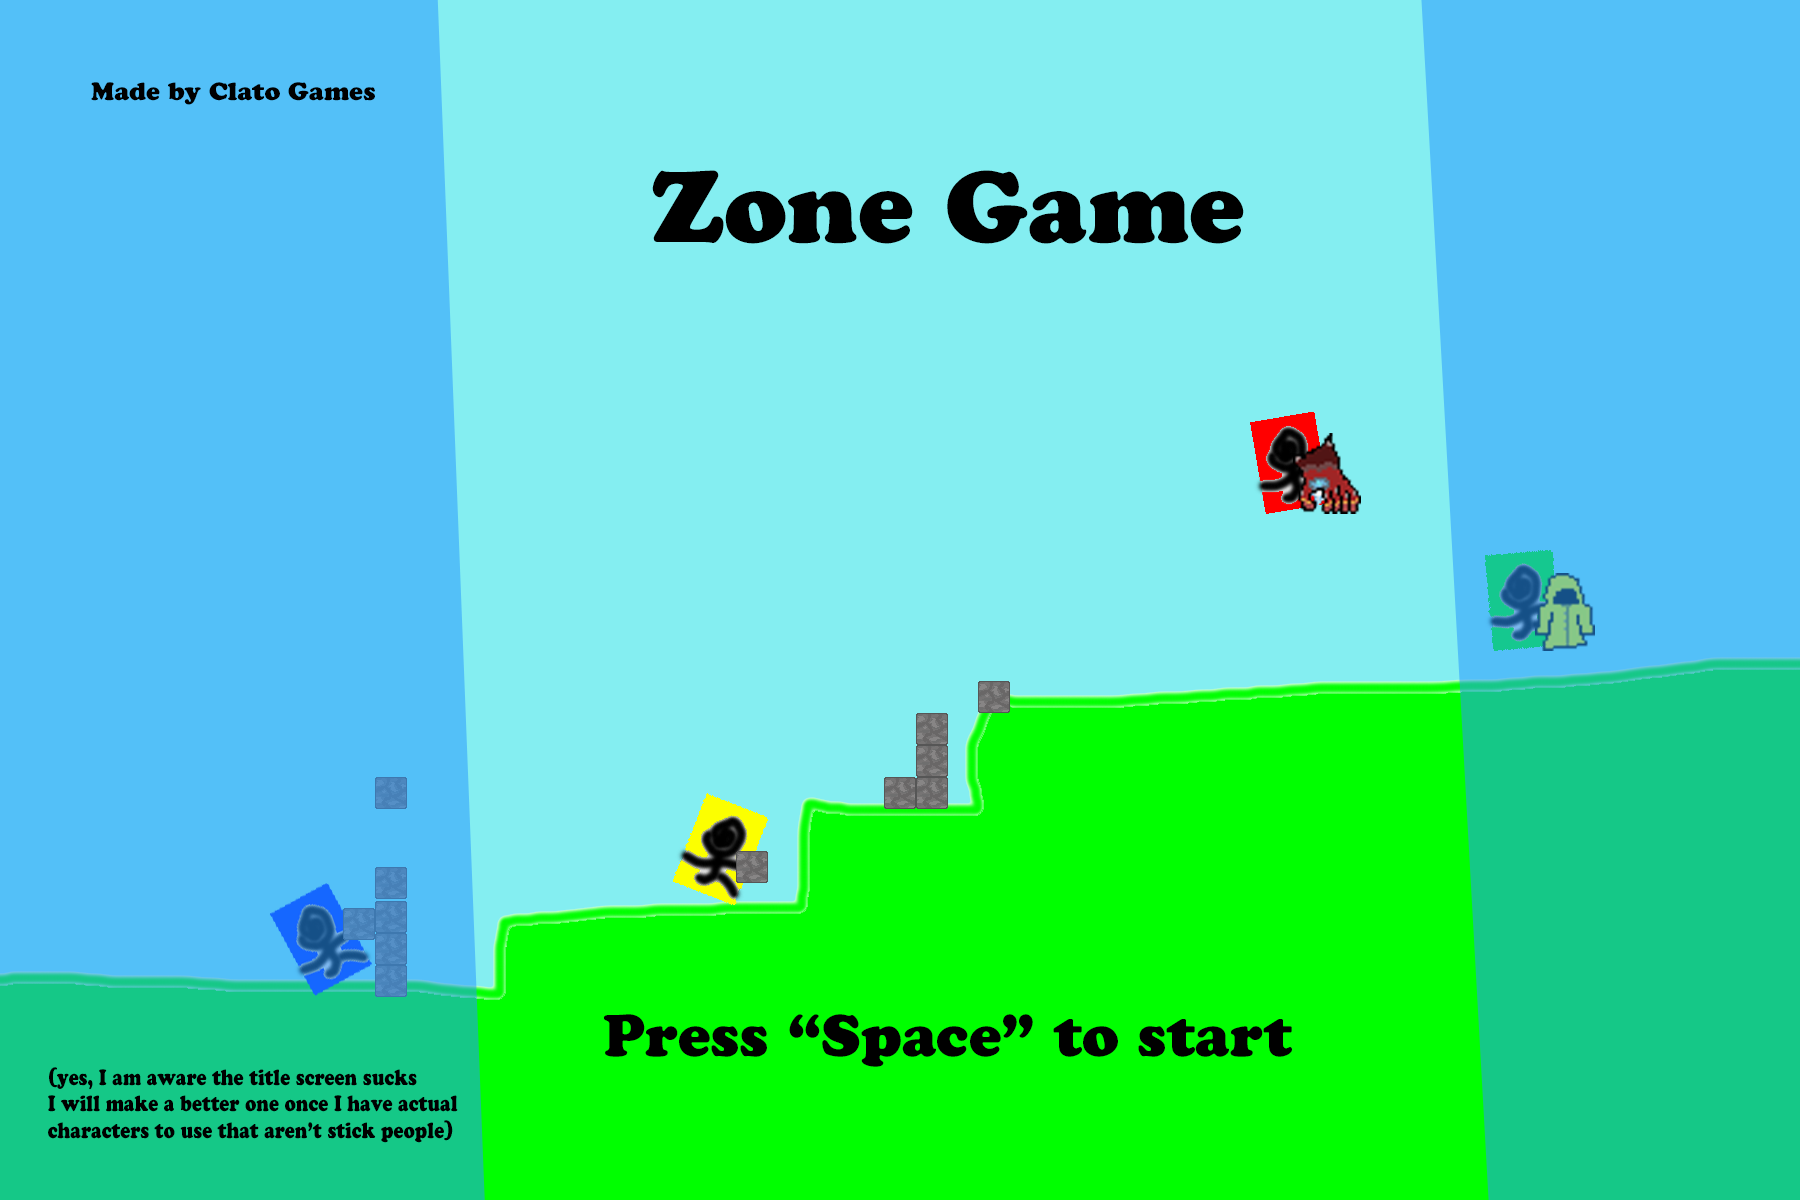 Made by Clato Games
Zone Game
Press “Space” to start
(yes, I am aware the title screen sucks
I will make a better one once I have actual
characters to use that aren’t stick people)